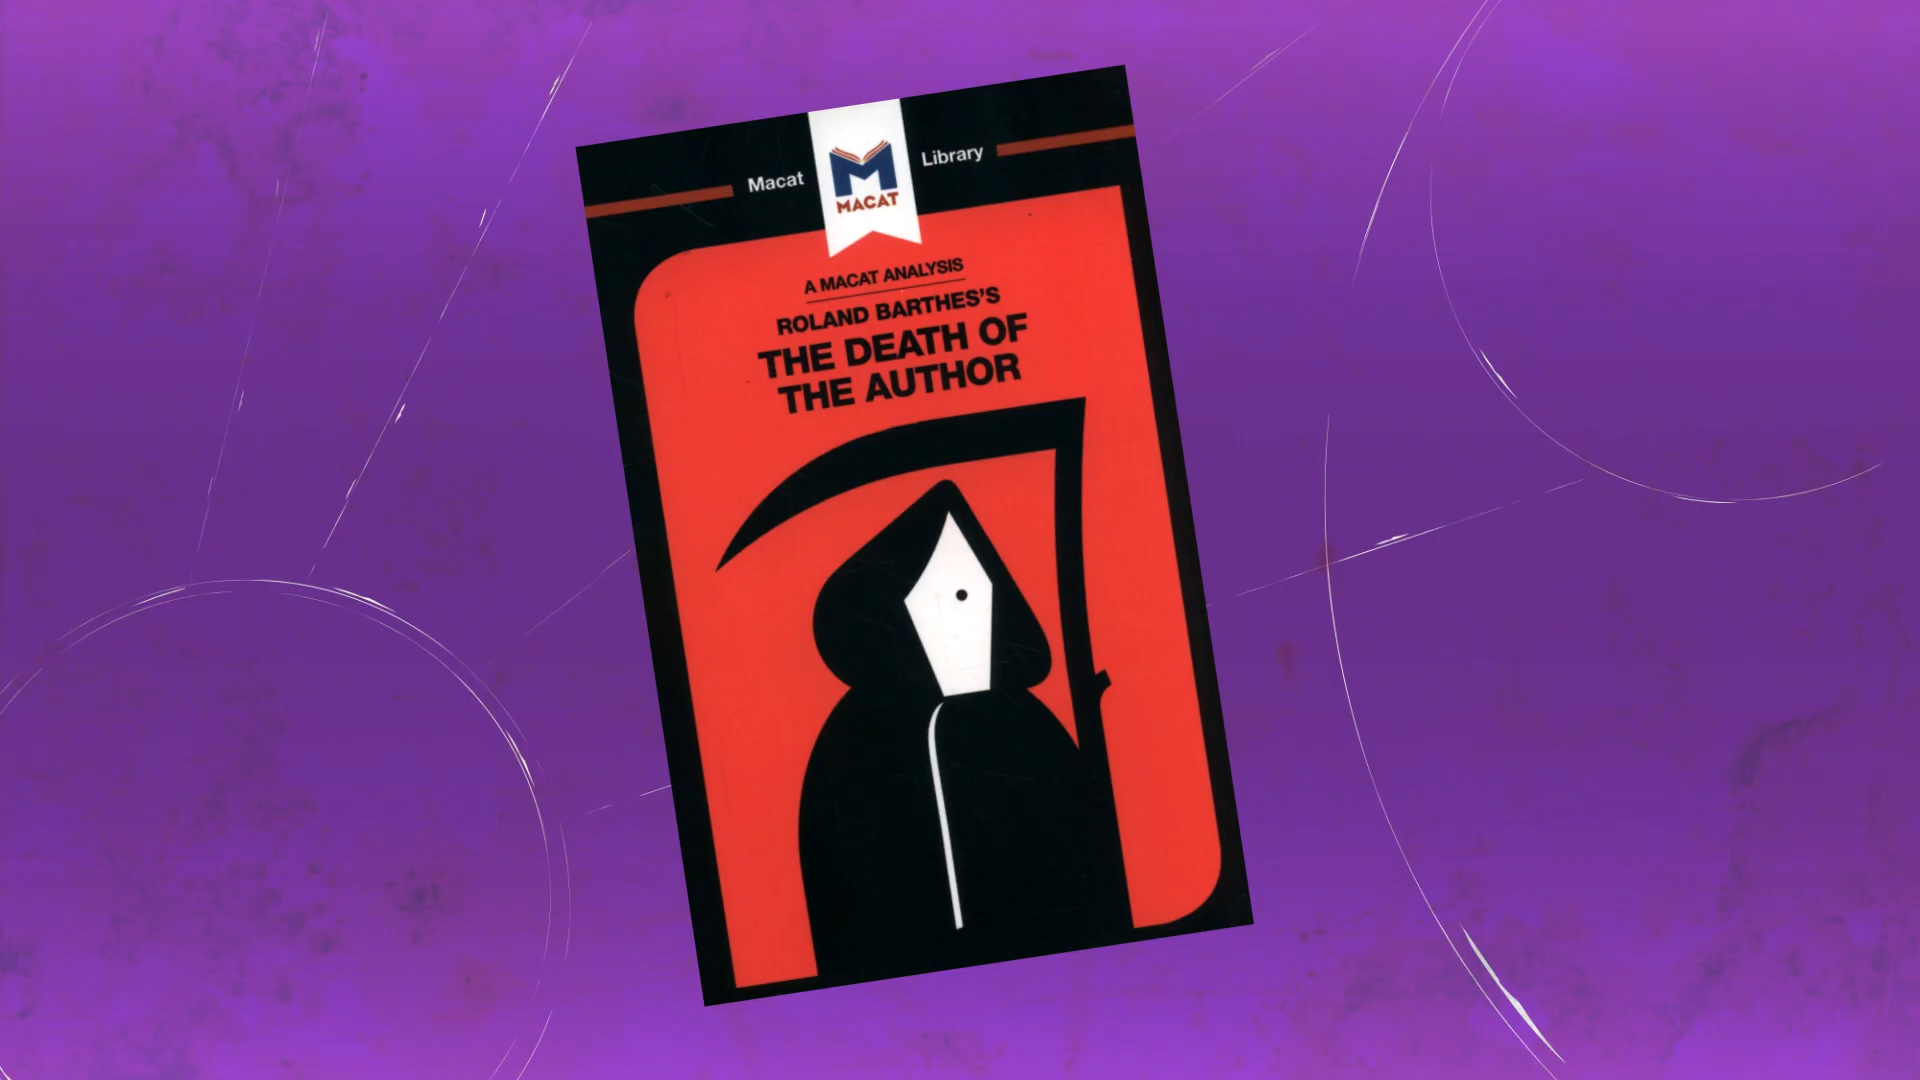 Macat Library
MACAT
A MACAT ANALYSIS
ROLAND BARTHES'S
THE DEATH OF
THE AUTHOR